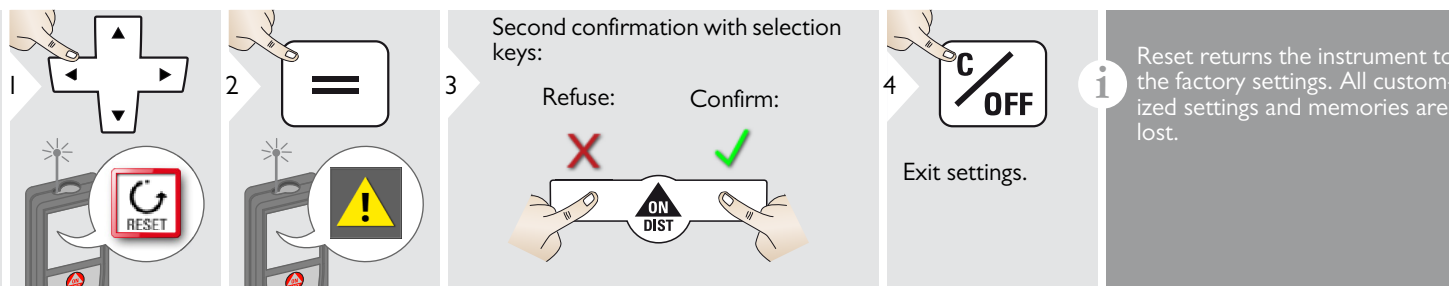 1
RESET
2
=
3
Second confirmation with selection
keys:
Refuse:
Confirm:
ON
DIST
4
C
OFF
Exit settings.
i
Reset returns the instrument to
the factory settings. All custom-
ized settings and memories are
lost.